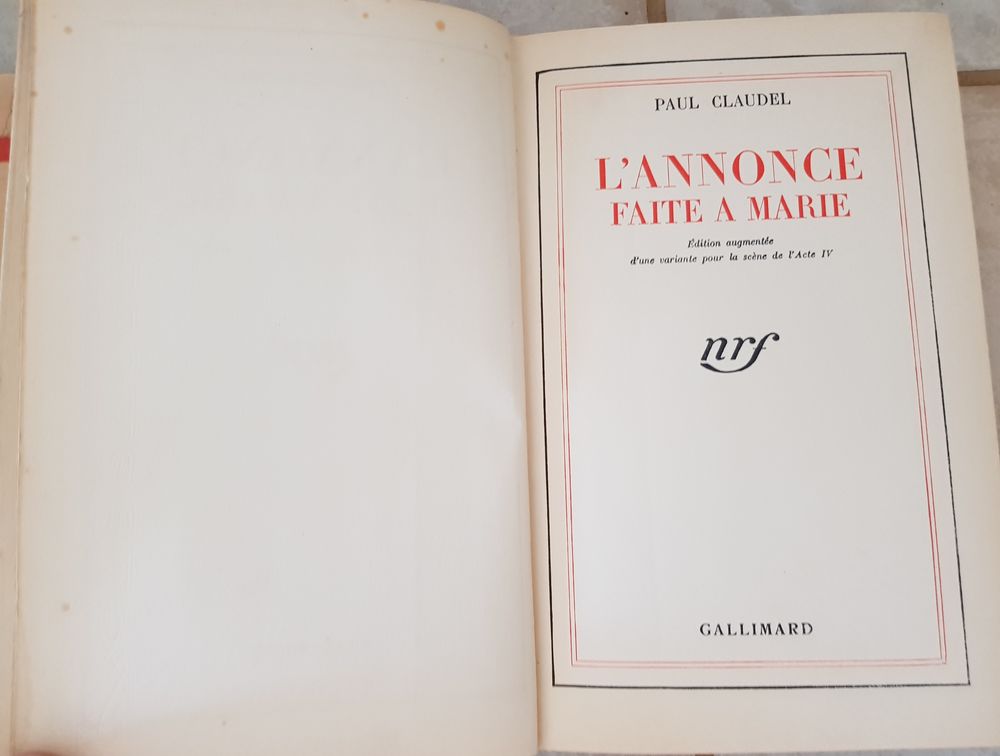 PAUL CLAUDEL
L'ANNONCE
FAITE A MARIE
Édition augmentée
d'une variante pour la scène de l'Acte IV
nrf
GALLIMARD